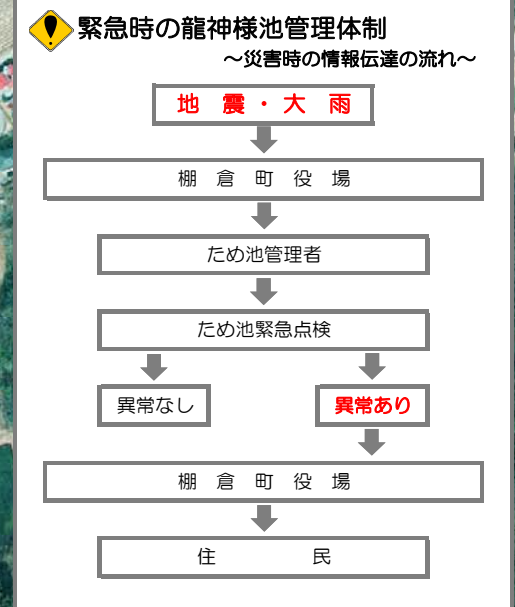 緊急時の龍神様池管理体制
～災害時の情報伝達の流れ～
地　震・大　雨
棚　倉　町　役　場
ため池管理者
ため池緊急点検
異常なし
異常あり
棚　倉　町　役　場
住　　　　民